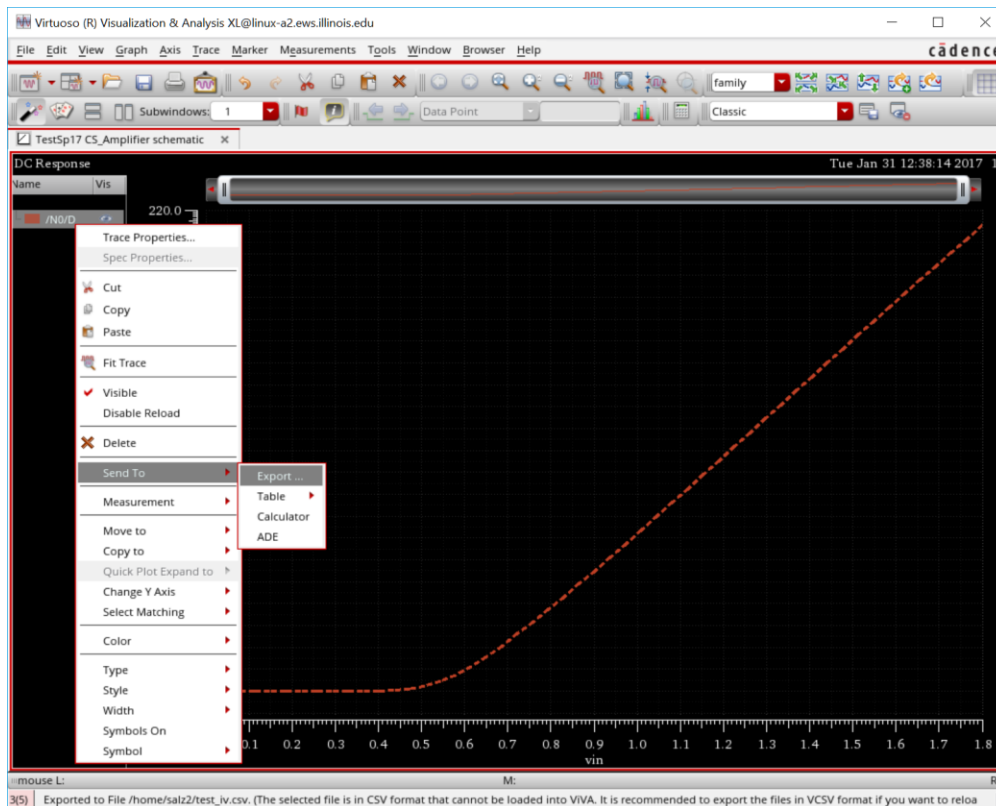 Virtuoso (R) Visualization & Analysis XL@linux-a2.ews.illinois.edu
File Edit View Graph Axis Trace Marker Measurements Tools Window Browser Help
cādence
family
Subwindows: 1
Data Point
Classic
TestSp17 CS_Amplifier schematic
DC Response
Tue Jan 31 12:38:14 2017 1
Name Vis
/N0/D
220.0
Trace Properties...
Spec Properties...
Cut
Copy
Paste
Fit Trace
Visible
Disable Reload
Delete
Send To
Export ...
Table
Calculator
ADE
Measurement
Move to
Copy to
Quick Plot Expand to
Change Y Axis
Select Matching
Color
Type
Style
Width
Symbols On
Symbol
0.1 0.2 0.3 0.4 0.5 0.6 0.7 0.8 0.9 1.0 1.1 1.2 1.3 1.4 1.5 1.6 1.7 1.8
vin
mouse L: M: R
3(5) Exported to File /home/salz2/test_iv.csv. (The selected file is in CSV format that cannot be loaded into ViVA. It is recommended to export the files in VCSV format if you want to reloa